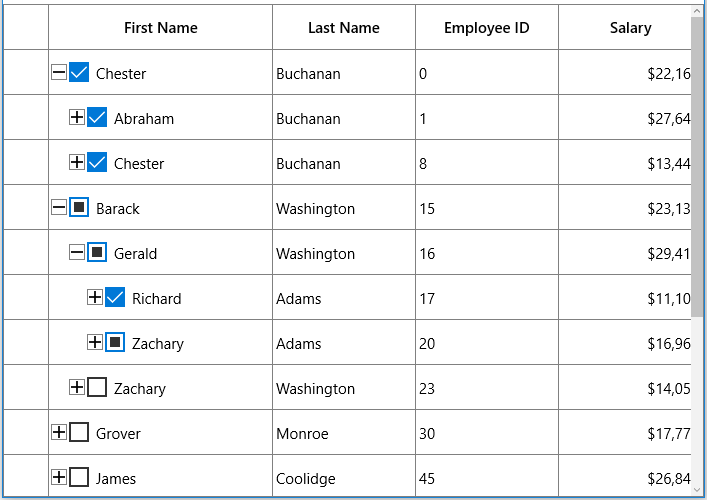 First Name Last Name Employee ID Salary
Chester Buchanan 0 $22,16
Abraham Buchanan 1 $27,64
Chester Buchanan 8 $13,44
Barack Washington 15 $23,13
Gerald Washington 16 $29,41
Richard Adams 17 $11,10
Zachary Adams 20 $16,96
Zachary Washington 23 $14,05
Grover Monroe 30 $17,77
James Coolidge 45 $26,84